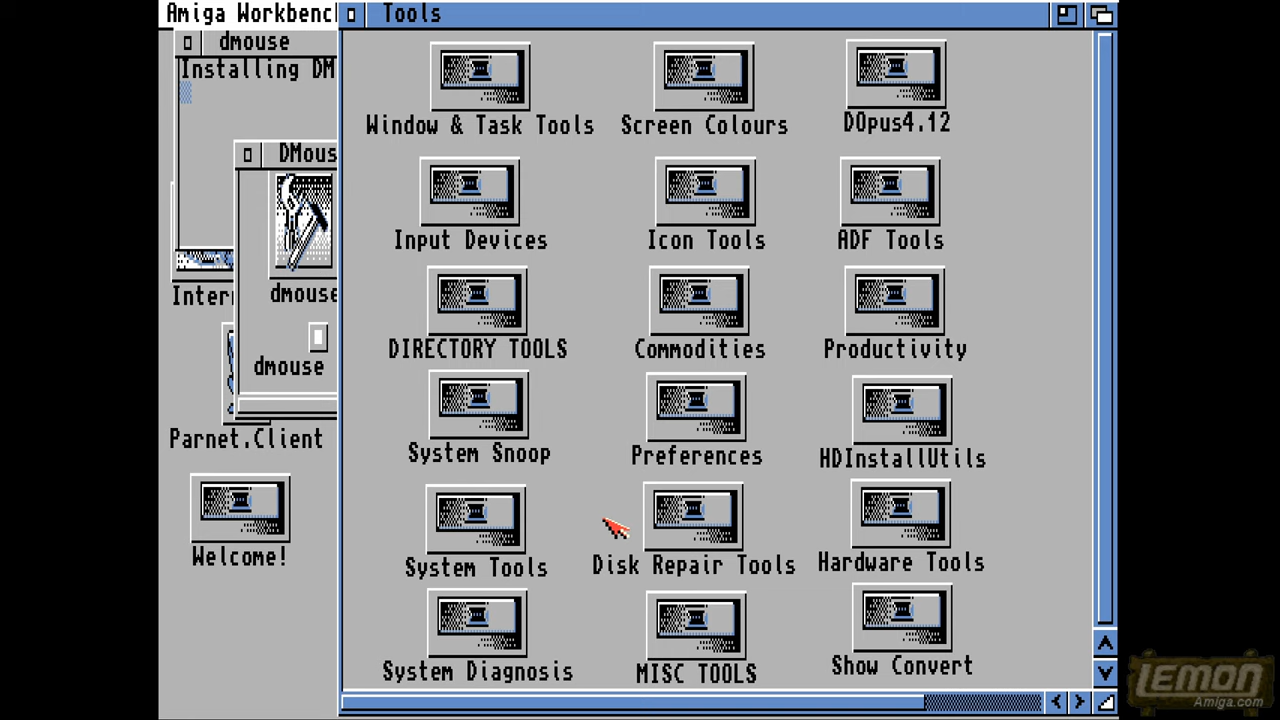 Amiga Workbenc
Tools
dmouse
Installing DM
Window & Task Tools
Screen Colours
DOpus4.12
DMous
Input Devices
Icon Tools
ADF Tools
Inter
dmouse
DIRECTORY TOOLS
Commodities
Productivity
dmouse
Parnet.Client
System Snoop
Preferences
HDInstallUtils
Welcome!
System Tools
Disk Repair Tools
Hardware Tools
System Diagnosis
MISC TOOLS
Show Convert
LEMON
Amiga.com